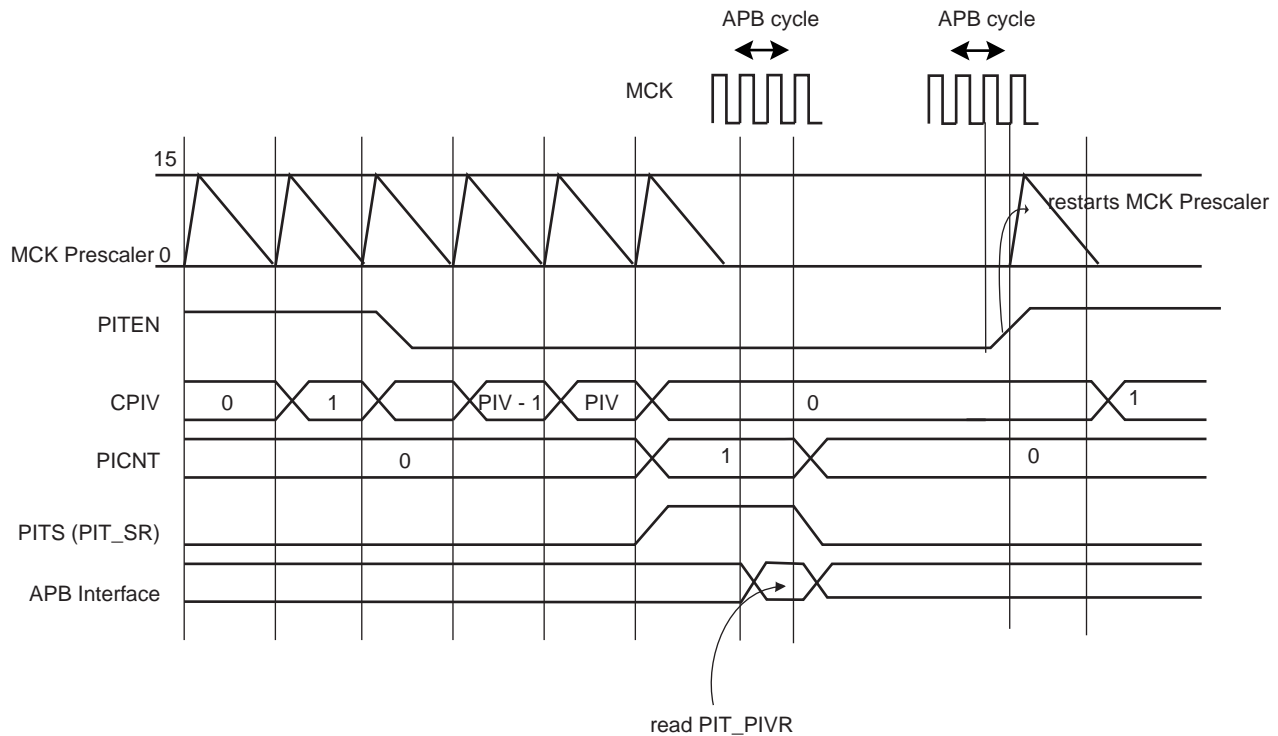 APB cycle APB cycle
MCK
15
restarts MCK Prescaler
MCK Prescaler 0
PITEN
CPIV 0 1 PIV - 1 PIV 0 1
PICNT 0 1 0
PITS (PIT_SR)
APB Interface
read PIT_PIVR